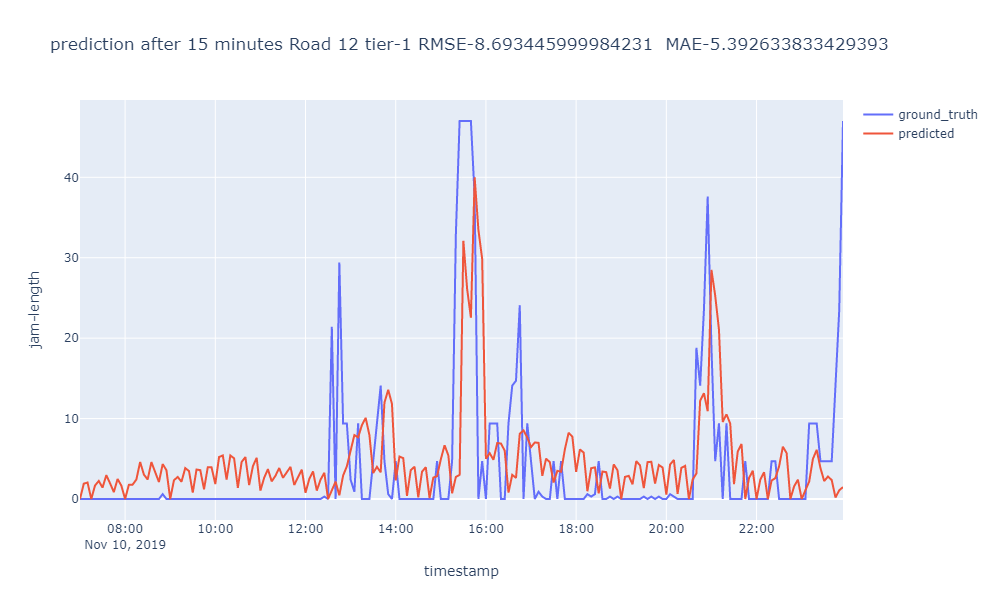 prediction after 15 minutes Road 12 tier-1 RMSE-8.693445999984231  MAE-5.392633833429393
ground_truth
predicted
jam-length
40
30
20
10
0
08:00 10:00 12:00 14:00 16:00 18:00 20:00 22:00
Nov 10, 2019
timestamp